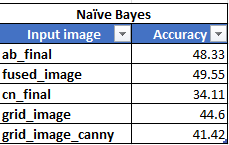 Naïve Bayes
Input image Accuracy
ab_final 48.33
fused_image 49.55
cn_final 34.11
grid_image 44.6
grid_image_canny 41.42